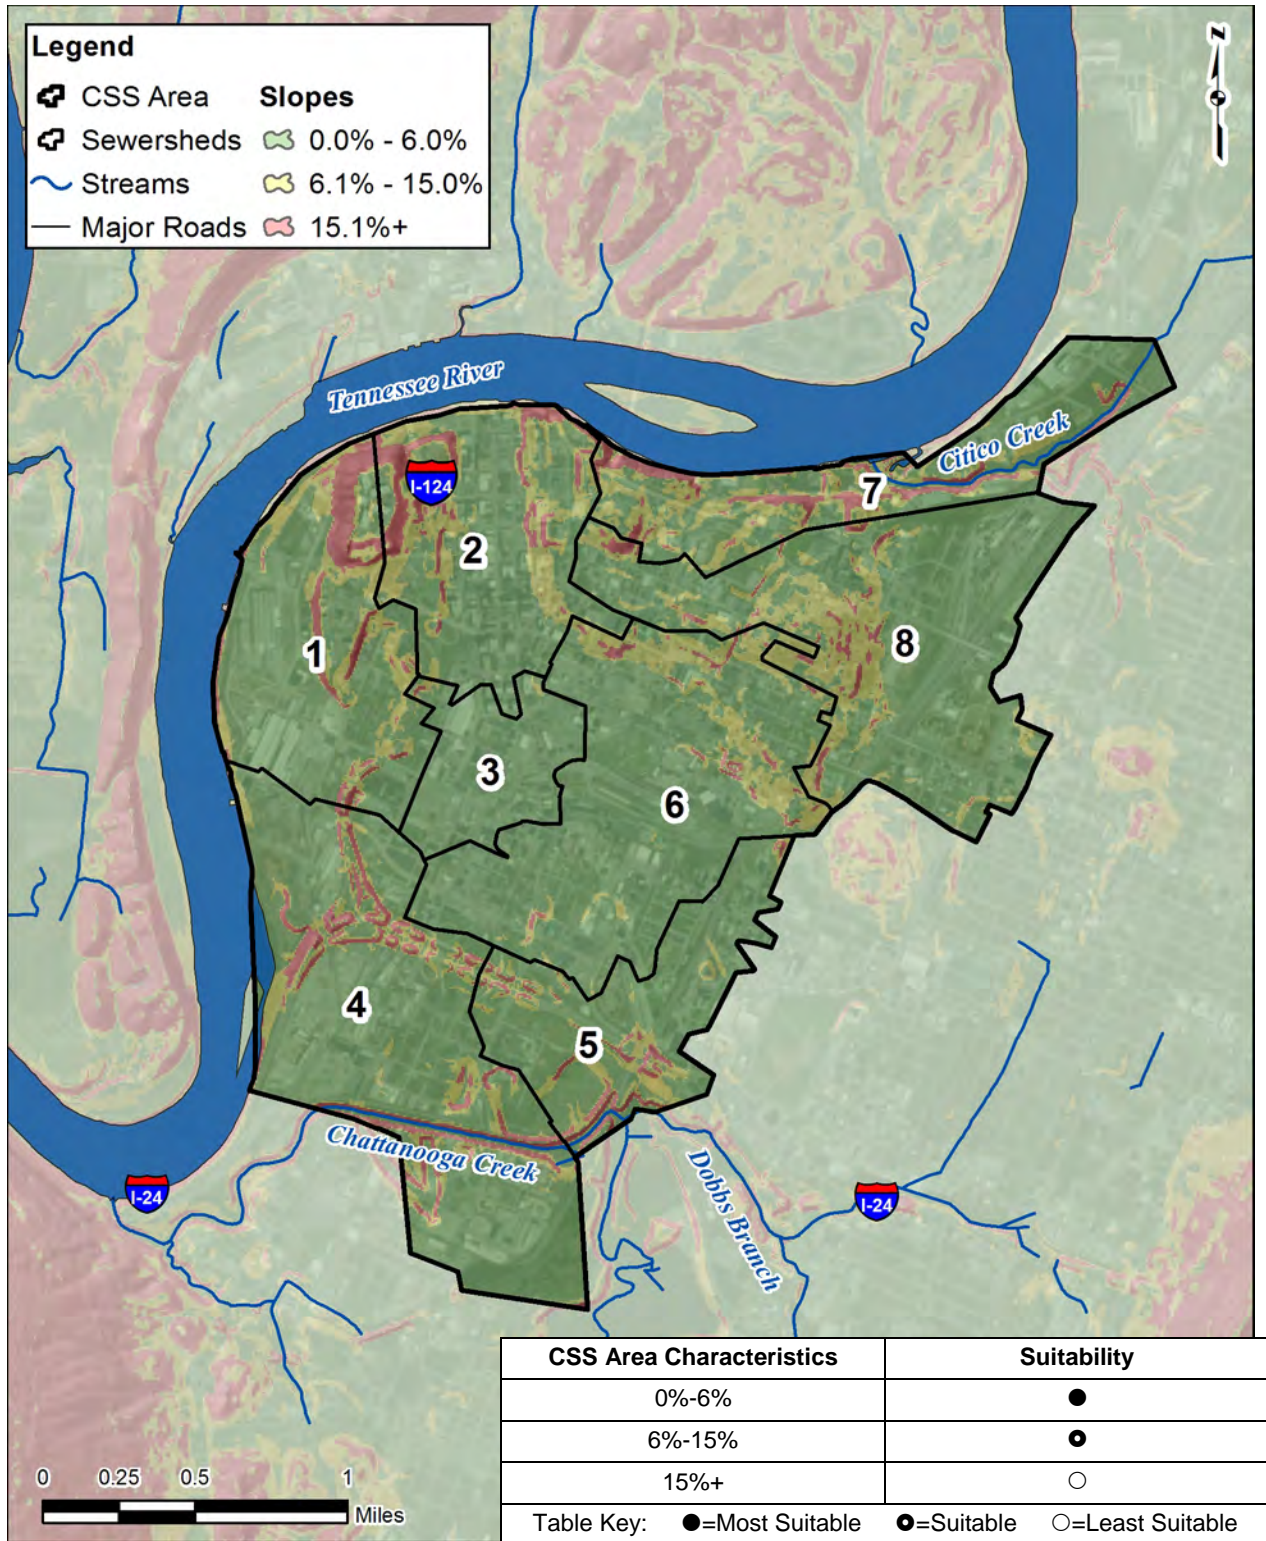 Legend
CSS Area
Slopes
Sewersheds
0.0% - 6.0%
Streams
6.1% - 15.0%
Major Roads
15.1%+
N
Tennessee River
I-124
Citico Creek
7
2
1
8
3
6
4
5
Chattanooga Creek
Dobbs Branch
I-24
I-24
CSS Area Characteristics
Suitability
0%-6%
●
6%-15%
15%+
○
Table Key: ●=Most Suitable =Suitable ○=Least Suitable
0 0.25 0.5 1
Miles